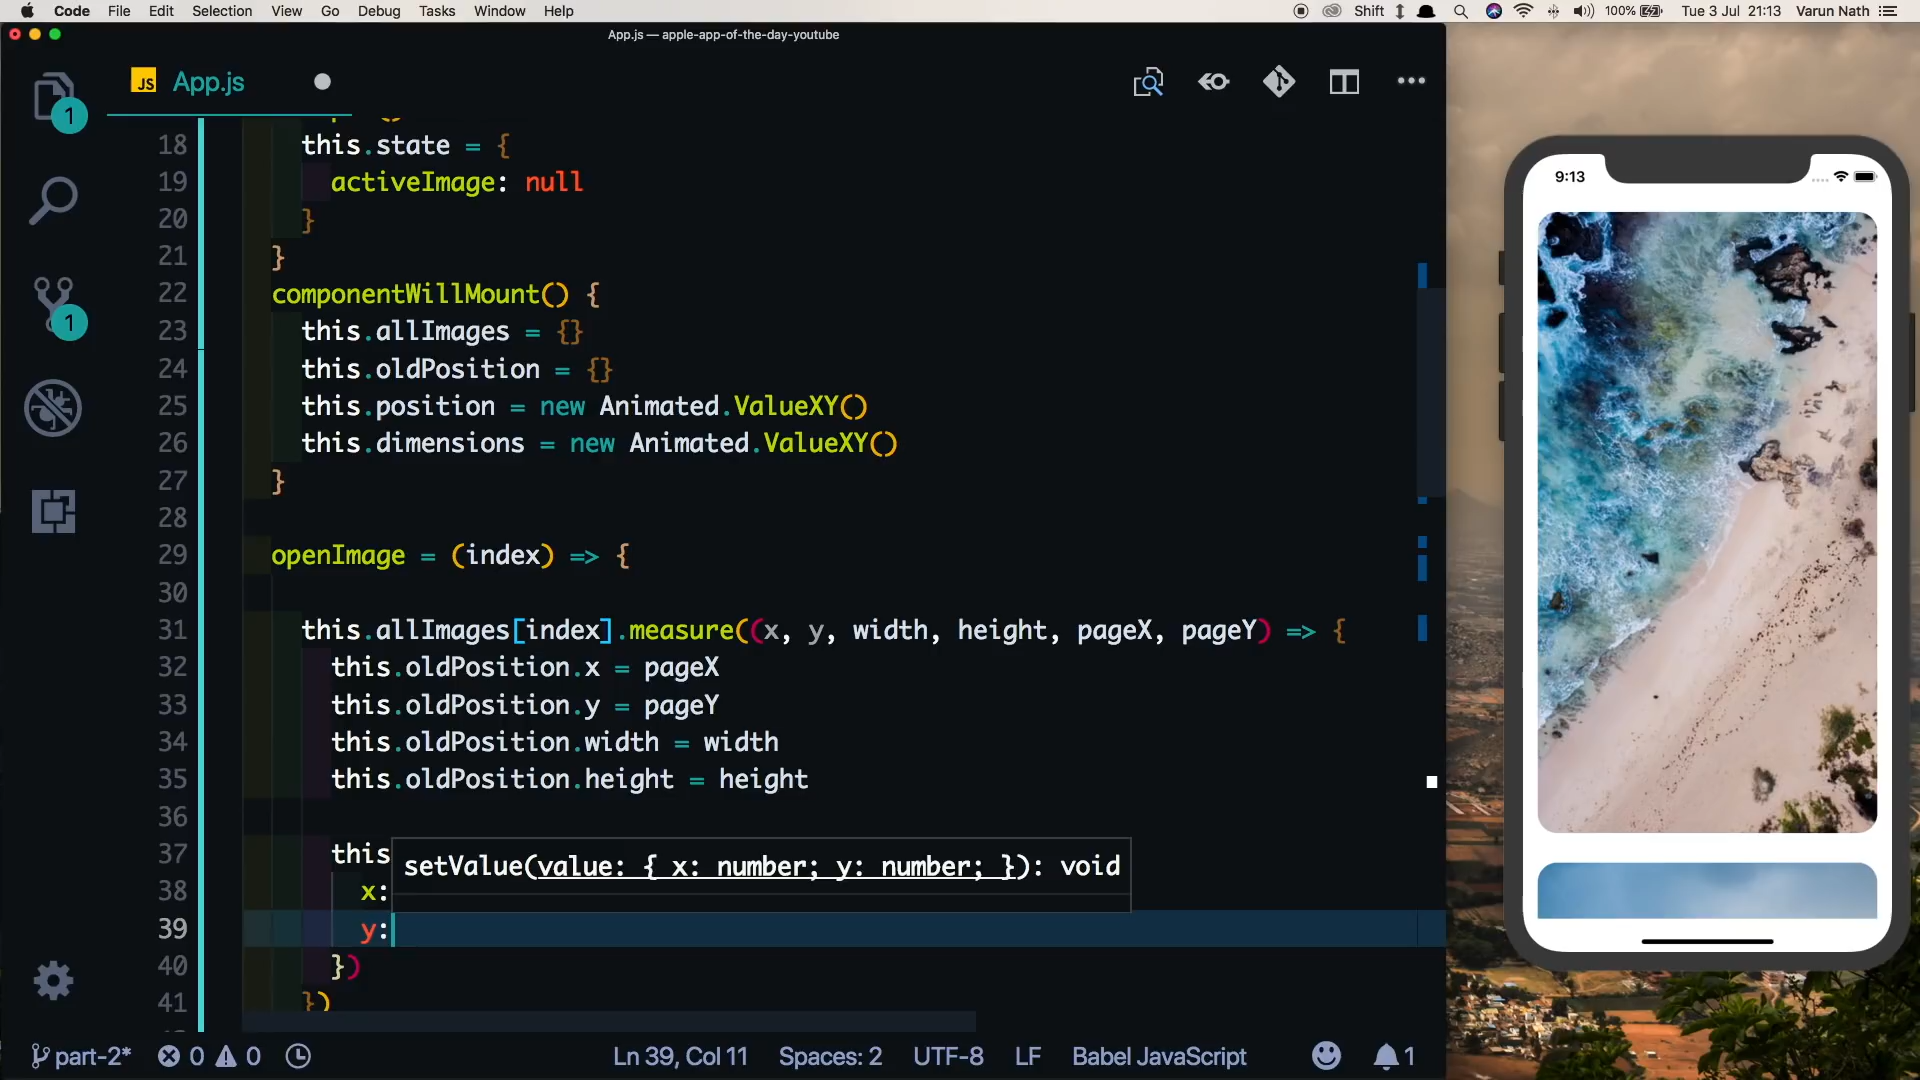 Code File Edit Selection View Go Debug Tasks Window Help Shift 100% Tue 3 Jul 21:13 Varun Nath
App.js — apple-app-of-the-day-youtube
JS App.js
1
1
18 this.state = {
19 activeImage: null
20 }
21 }
22 componentWillMount() {
23 this.allImages = {}
24 this.oldPosition = {}
25 this.position = new Animated.ValueXY()
26 this.dimensions = new Animated.ValueXY()
27 }
28
29 openImage = (index) => {
30
31 this.allImages[index].measure((x, y, width, height, pageX, pageY) => {
32 this.oldPosition.x = pageX
33 this.oldPosition.y = pageY
34 this.oldPosition.width = width
35 this.oldPosition.height = height
36
37 this
setValue(value: { x: number; y: number; }): void
38 x:
39 y:
40 })
41 })
part-2* 0 0 Ln 39, Col 11 Spaces: 2 UTF-8 LF Babel JavaScript 1
9:13